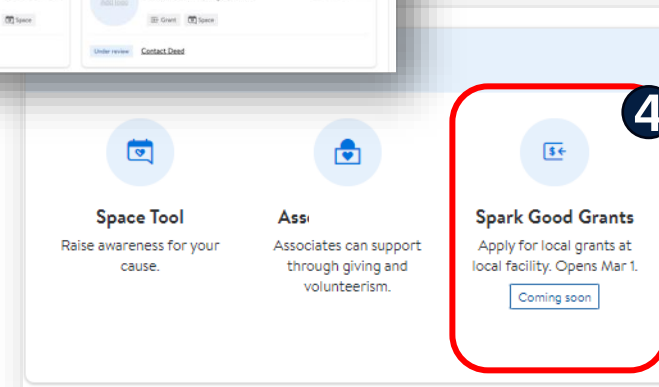 Add logo
Space
Grant
Space
Under review
Contact Deed
4
Space Tool
Raise awareness for your
cause.
Ass
Associates can support
through giving and
volunteerism.
Spark Good Grants
Apply for local grants at
local facility. Opens Mar 1.
Coming soon